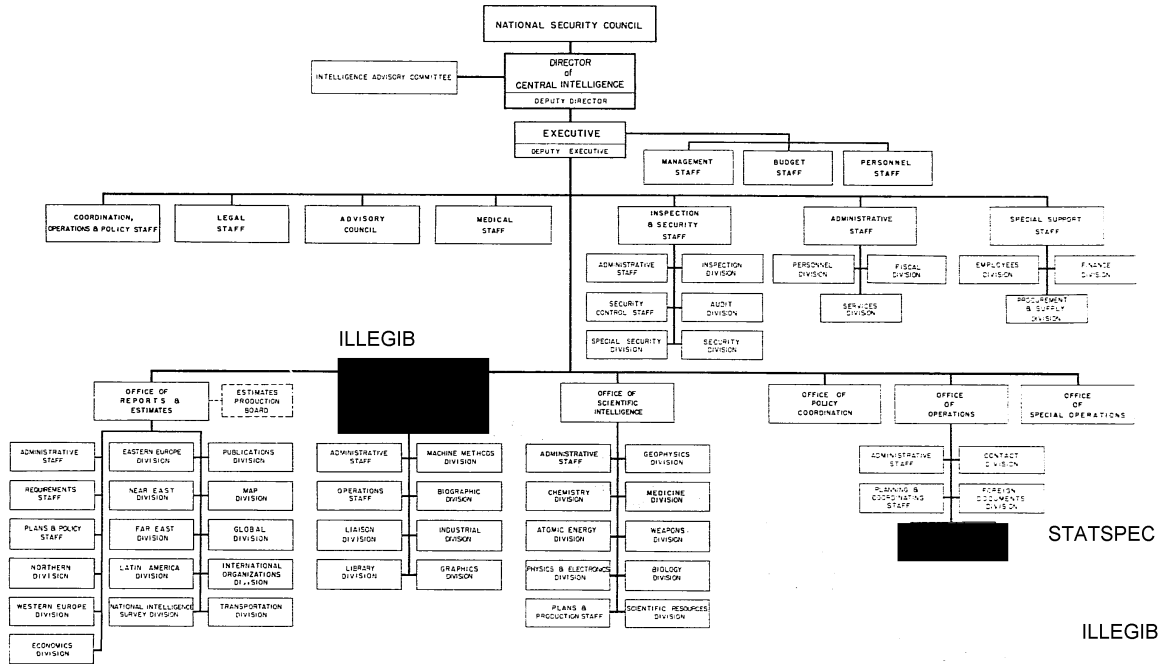 NATIONAL SECURITY COUNCIL
DIRECTOR
of
CENTRAL INTELLIGENCE
DEPUTY DIRECTOR
INTELLIGENCE ADVISORY COMMITTEE
EXECUTIVE
DEPUTY EXECUTIVE
MANAGEMENT
STAFF
BUDGET
STAFF
PERSONNEL
STAFF
COORDINATION,
OPERATIONS & POLICY STAFF
LEGAL
STAFF
ADVISORY
COUNCIL
MEDICAL
STAFF
INSPECTION
& SECURITY
STAFF
ADMINISTRATIVE
STAFF
SPECIAL SUPPORT
STAFF
ADMINISTRATIVE
STAFF
INSPECTION
DIVISION
SECURITY
CONTROL STAFF
AUDIT
DIVISION
SPECIAL SECURITY
DIVISION
SECURITY
DIVISION
PERSONNEL
DIVISION
FISCAL
DIVISION
SERVICES
DIVISION
EMPLOYEES
DIVISION
FINANCE
DIVISION
PROCUREMENT
& SUPPLY
DIVISION
ILLEGIB
OFFICE OF
REPORTS &
ESTIMATES
ESTIMATES
PRODUCTION
BOARD
OFFICE OF
SCIENTIFIC
INTELLIGENCE
OFFICE OF
POLICY
COORDINATION
OFFICE
OF
OPERATIONS
OFFICE
OF
SPECIAL OPERATIONS
ADMINISTRATIVE
STAFF
EASTERN EUROPE
DIVISION
PUBLICATIONS
DIVISION
REQUIREMENTS
STAFF
NEAR EAST
DIVISION
MAP
DIVISION
PLANS & POLICY
STAFF
FAR EAST
DIVISION
GLOBAL
DIVISION
NORTHERN
DIVISION
LATIN AMERICA
DIVISION
INTERNATIONAL
ORGANIZATIONS
DIVISION
WESTERN EUROPE
DIVISION
NATIONAL INTELLIGENCE
SURVEY DIVISION
TRANSPORTATION
DIVISION
ECONOMICS
DIVISION
ADMINISTRATIVE
STAFF
MACHINE METHODS
DIVISION
OPERATIONS
STAFF
BIOGRAPHIC
DIVISION
LIAISON
DIVISION
INDUSTRIAL
DIVISION
LIBRARY
DIVISION
GRAPHICS
DIVISION
ADMINISTRATIVE
STAFF
GEOPHYSICS
DIVISION
CHEMISTRY
DIVISION
MEDICINE
DIVISION
ATOMIC ENERGY
DIVISION
WEAPONS
DIVISION
PHYSICS & ELECTRONICS
DIVISION
BIOLOGY
DIVISION
PLANS &
PRODUCTION STAFF
SCIENTIFIC RESOURCES
DIVISION
ADMINISTRATIVE
STAFF
CONTACT
DIVISION
PLANNING &
COORDINATING
STAFF
FOREIGN
DOCUMENTS
DIVISION
STATSPEC
ILLEGIB